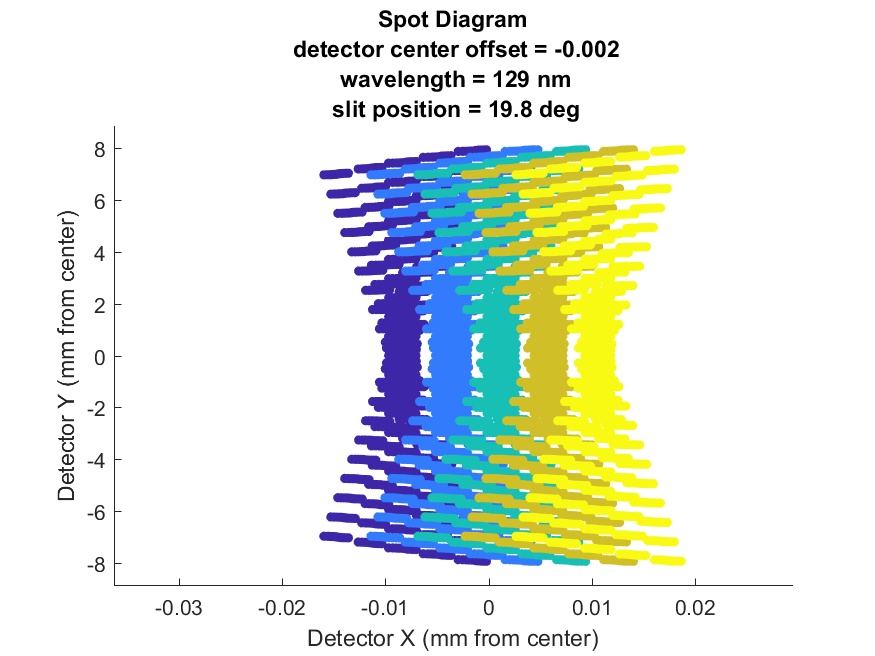 Spot Diagram
detector center offset = -0.002
wavelength = 129 nm
slit position = 19.8 deg
8
6
4
2
0
-2
-4
-6
-8
Detector Y (mm from center)
-0.03 -0.02 -0.01 0 0.01 0.02
Detector X (mm from center)